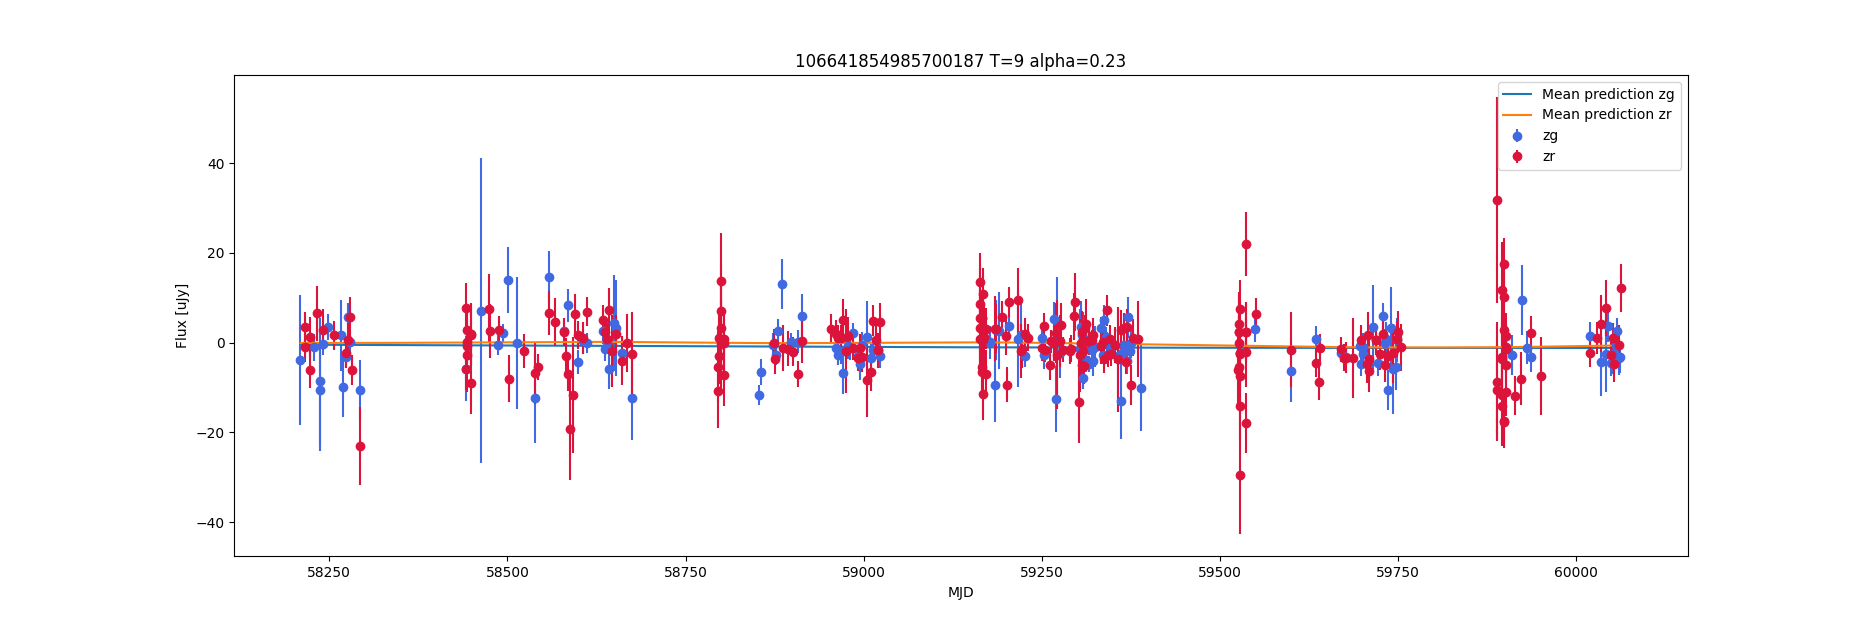 106641854985700187 T=9 alpha=0.23
Mean prediction zg
Mean prediction zr
zg
zr
Flux [uJy]
40
20
0
−20
−40
58250 58500 58750 59000 59250 59500 59750 60000
MJD